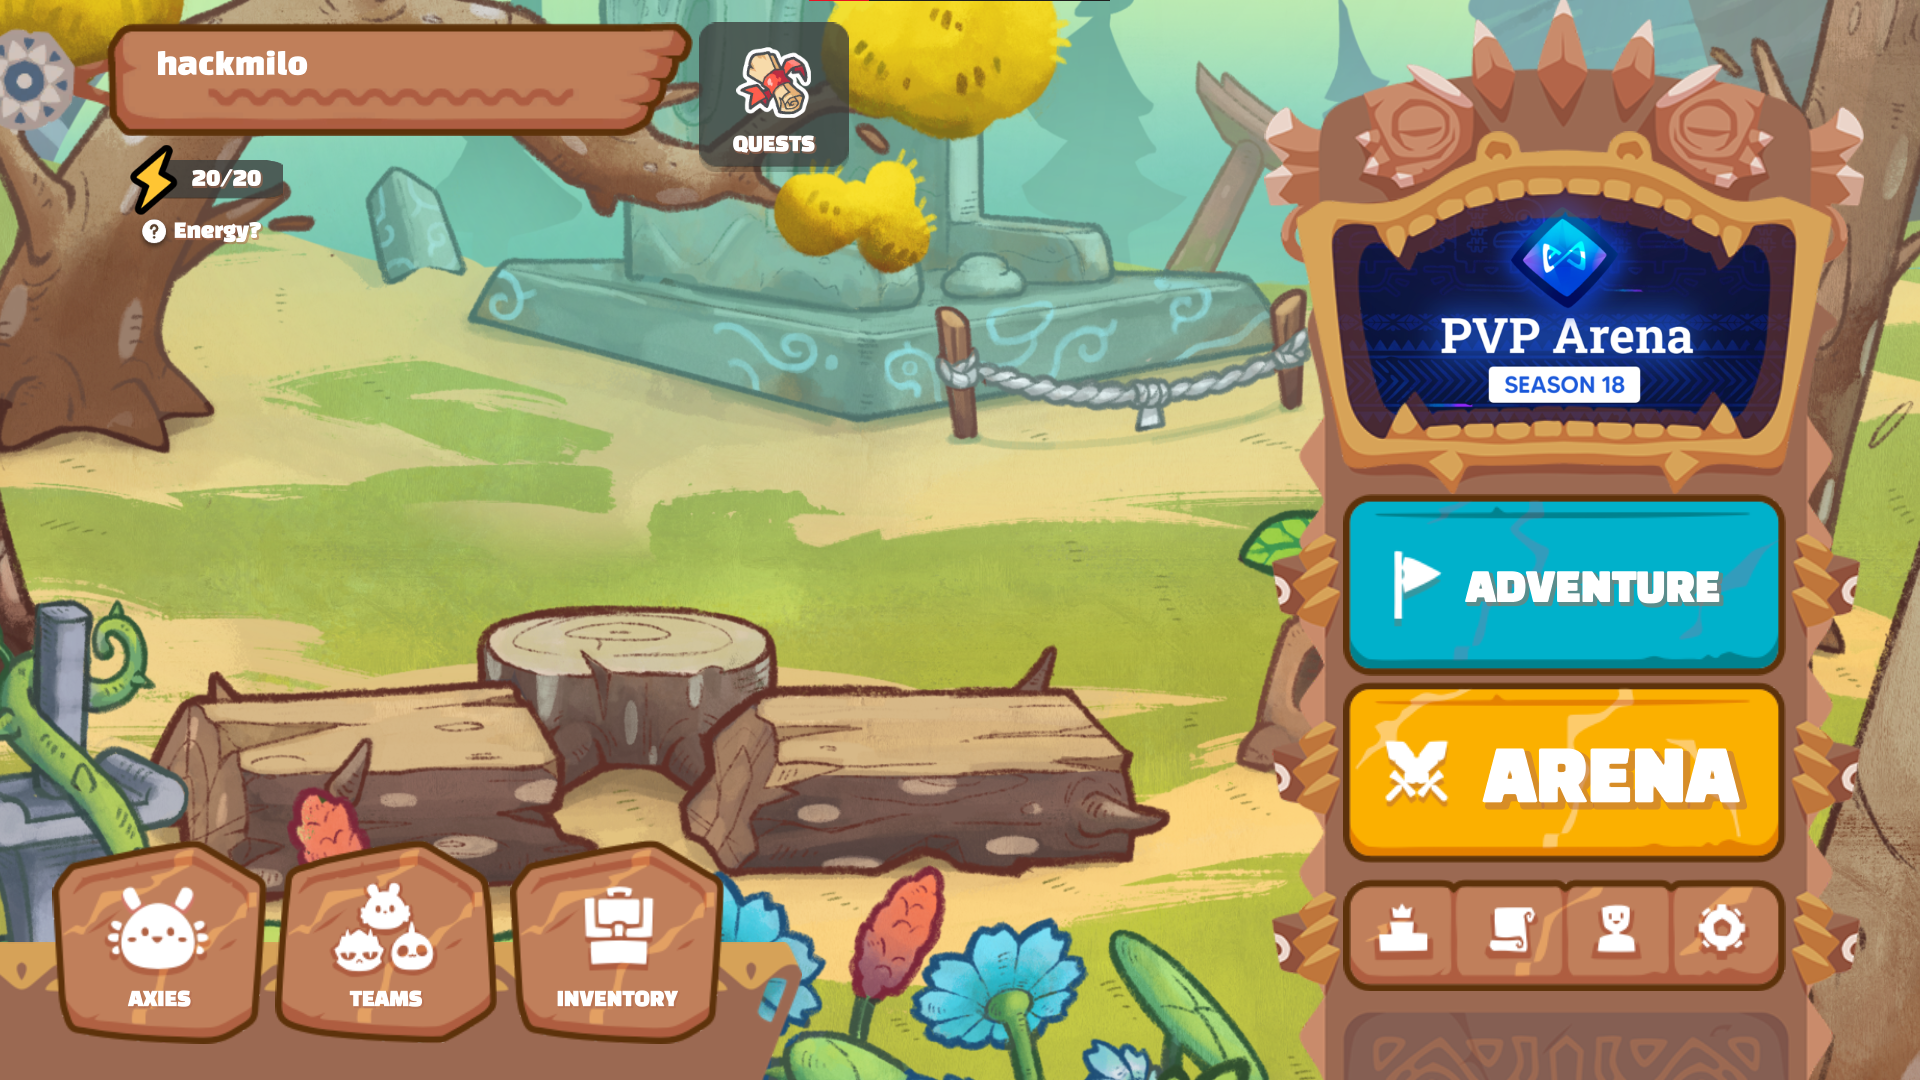 hackmilo
QUESTS
20/20
Energy?
PVP Arena
SEASON 18
ADVENTURE
ARENA
AXIES
TEAMS
INVENTORY